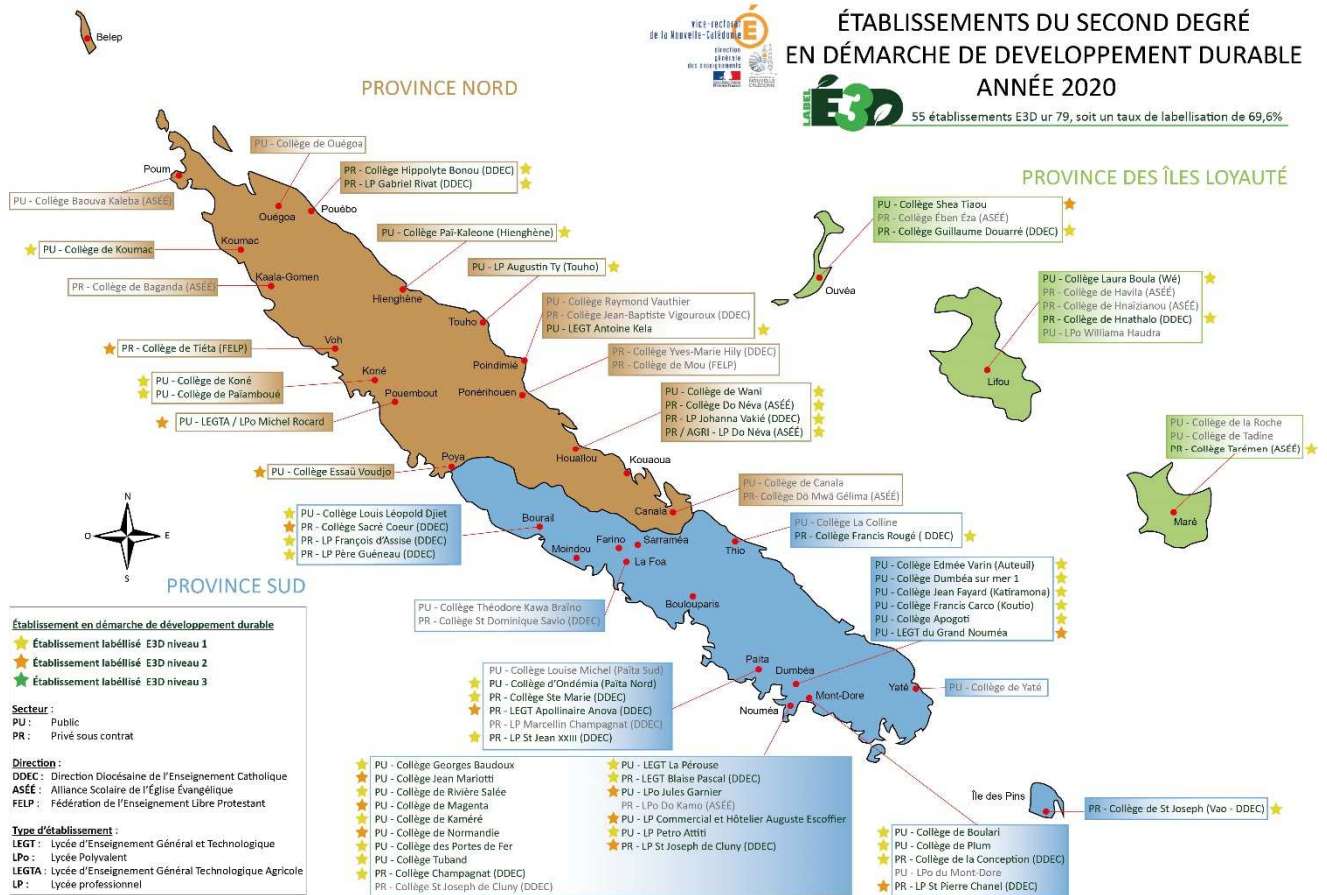 vice-rectorat
de la Nouvelle-Calédonie
direction
générale
des enseignements
NOUVELLE
CALÉDONIE
ÉTABLISSEMENTS DU SECOND DEGRÉ
EN DÉMARCHE DE DEVELOPPEMENT DURABLE
ANNÉE 2020
LABEL
É3D
55 établissements E3D ur 79, soit un taux de labellisation de 69,6%
Belep
PROVINCE NORD
PU - Collège de Ouégoa
PR - Collège Hippolyte Bonou (DDEC)
PR - LP Gabriel Rivat (DDEC)
Poum
PU - Collège Baouva Kaleba (ASÉÉ)
Ouégoa
Pouébo
PU - Collège Paï-Kaleone (Hienghène)
Koumac
PU - Collège de Koumac
PU - LP Augustin Ty (Touho)
Kaala-Gomen
PR - Collège de Baganda (ASÉÉ)
Hienghène
PU - Collège Raymond Vauthier
PR - Collège Jean-Baptiste Vigouroux (DDEC)
PU - LEGT Antoine Kela
Touho
Voh
PR - Collège de Tiéta (FELP)
PR - Collège Yves-Marie Hily (DDEC)
PR - Collège de Mou (FELP)
Poindimié
Koné
PU - Collège de Koné
PU - Collège de Païamboué
Ponérihouen
Pouembout
PU - LEGTA / LPo Michel Rocard
PU - Collège de Wani
PR - Collège Do Néva (ASÉÉ)
PR - LP Johanna Vakié (DDEC)
PR / AGRI - LP Do Néva (ASÉÉ)
Houaïlou
Kouaoua
Poya
PU - Collège Essaü Voudjo
PU - Collège de Canala
PR- Collège Dö Mwâ Gélima (ASÉÉ)
Canala
PROVINCE DES ÎLES LOYAUTÉ
PU - Collège Shea Tiaou
PR - Collège Ében Éza (ASÉÉ)
PR - Collège Guillaume Douarré (DDEC)
Ouvéa
PU - Collège Laura Boula (Wé)
PR - Collège de Havila (ASÉÉ)
PR - Collège de Hnaïzianou (ASÉÉ)
PR - Collège de Hnathalo (DDEC)
PU - LPo Williama Haudra
Lifou
PU - Collège de la Roche
PU - Collège de Tadine
PR - Collège Tarémen (ASÉÉ)
Maré
N
O
E
S
PROVINCE SUD
PU - Collège Louis Léopold Djiet
PR - Collège Sacré Coeur (DDEC)
PR - LP François d'Assise (DDEC)
PR - LP Père Guéneau (DDEC)
Bourail
Moindou
Farino
Sarraméa
La Foa
Thio
PU - Collège La Colline
PR - Collège Francis Rougé ( DDEC)
PU - Collège Théodore Kawa Braïno
PR - Collège St Dominique Savio (DDEC)
Boulouparis
PU - Collège Edmée Varin (Auteuil)
PU - Collège Dumbéa sur mer 1
PU - Collège Jean Fayard (Katiramona)
PU - Collège Francis Carco (Koutio)
PU - Collège Apogoti
PU - LEGT du Grand Nouméa
PU - Collège Louise Michel (Païta Sud)
PU - Collège d'Ondémia (Païta Nord)
PR - Collège Ste Marie (DDEC)
PR - LEGT Apollinaire Anova (DDEC)
PR - LP Marcellin Champagnat (DDEC)
PR - LP St Jean XXIII (DDEC)
Païta
Dumbéa
Mont-Dore
Nouméa
Yaté
PU - Collège de Yaté
PU - Collège Georges Baudoux
PU - Collège Jean Mariotti
PU - Collège de Rivière Salée
PU - Collège de Magenta
PU - Collège de Kaméré
PU - Collège de Normandie
PU - Collège des Portes de Fer
PU - Collège Tuband
PR - Collège Champagnat (DDEC)
PR - Collège St Joseph de Cluny (DDEC)
PU - LEGT La Pérouse
PR - LEGT Blaise Pascal (DDEC)
PU - LPo Jules Garnier
PR - LPo Do Kamo (ASÉÉ)
PU - LP Commercial et Hôtelier Auguste Escoffier
PU - LP Petro Attiti
PR - LP St Joseph de Cluny (DDEC)
PU - Collège de Boulari
PU - Collège de Plum
PR - Collège de la Conception (DDEC)
PU - LPo du Mont-Dore
PR - LP St Pierre Chanel (DDEC)
Île des Pins
PR - Collège de St Joseph (Vao - DDEC)
Établissement en démarche de développement durable
Établissement labéllisé E3D niveau 1
Établissement labéllisé E3D niveau 2
Établissement labéllisé E3D niveau 3
Secteur :
PU : Public
PR : Privé sous contrat
Direction :
DDEC : Direction Diocésaine de l'Enseignement Catholique
ASÉÉ : Alliance Scolaire de l'Église Évangélique
FELP : Fédération de l'Enseignement Libre Protestant
Type d'établissement :
LEGT : Lycée d'Enseignement Général et Technologique
LPo : Lycée Polyvalent
LEGTA : Lycée d'Enseignement Général Technologique Agricole
LP : Lycée professionnel